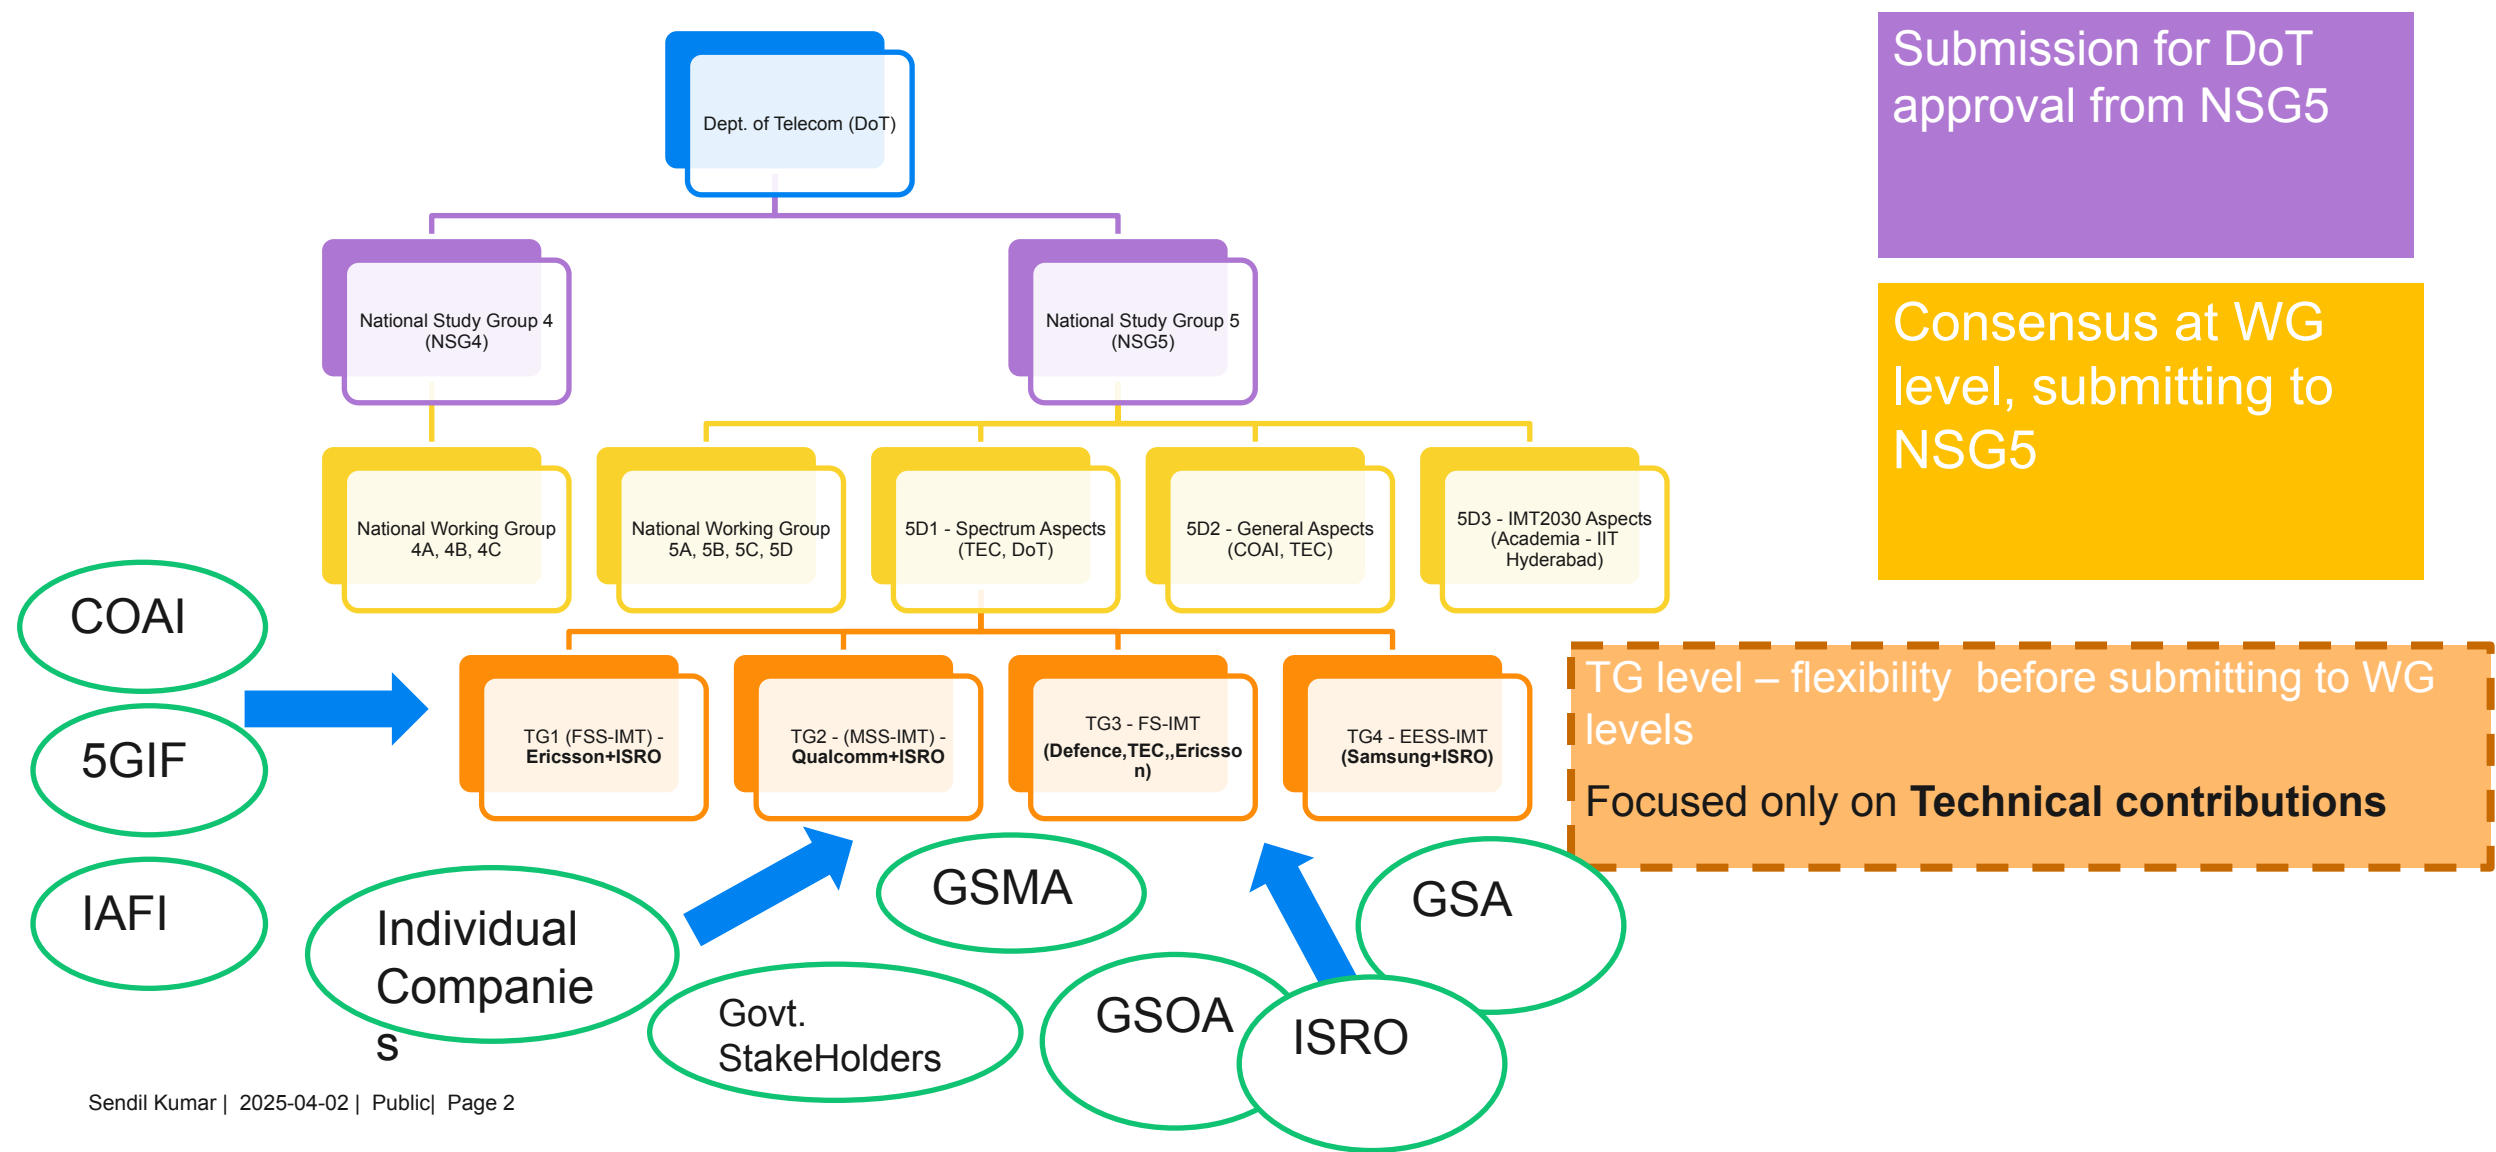 Dept. of Telecom (DoT)
Submission for DoT
approval from NSG5
National Study Group 4
(NSG4)
National Study Group 5
(NSG5)
Consensus at WG
level, submitting to
NSG5
National Working Group
4A, 4B, 4C
National Working Group
5A, 5B, 5C, 5D
5D1 - Spectrum Aspects
(TEC, DoT)
5D2 - General Aspects
(COAI, TEC)
5D3 - IMT2030 Aspects
(Academia - IIT
Hyderabad)
COAI
5GIF
IAFI
TG1 (FSS-IMT) -
Ericsson+ISRO
TG2 - (MSS-IMT) -
Qualcomm+ISRO
TG3 - FS-IMT
(Defence,TEC,,Ericsso
n)
TG4 - EESS-IMT
(Samsung+ISRO)
TG level – flexibility  before submitting to WG
levels
Focused only on Technical contributions
Individual
Companie
s
GSMA
Govt.
StakeHolders
GSOA
ISRO
GSA
Sendil Kumar |  2025-04-02 |  Public|  Page 2